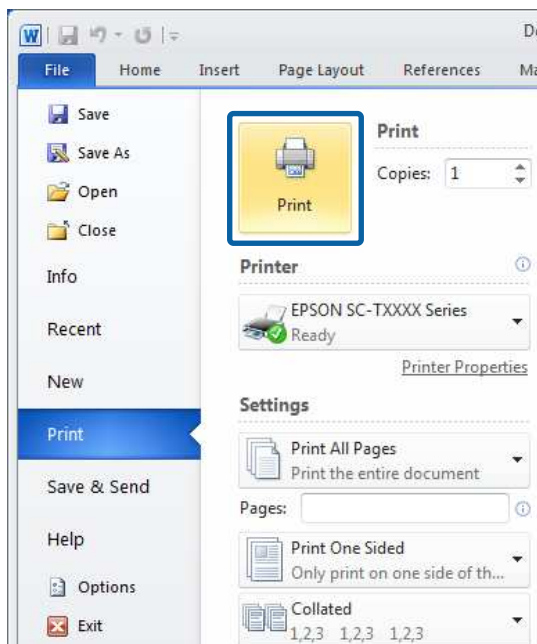 W
De
File Home Insert Page Layout References Ma
Save
Save As
Open
Close
Info
Recent
New
Print
Save & Send
Help
Options
Exit
Print
Print
Copies: 1
Printer
EPSON SC-TXXXX Series
Ready
Printer Properties
Settings
Print All Pages
Print the entire document
Pages:
Print One Sided
Only print on one side of th...
Collated
1,2,3 1,2,3 1,2,3